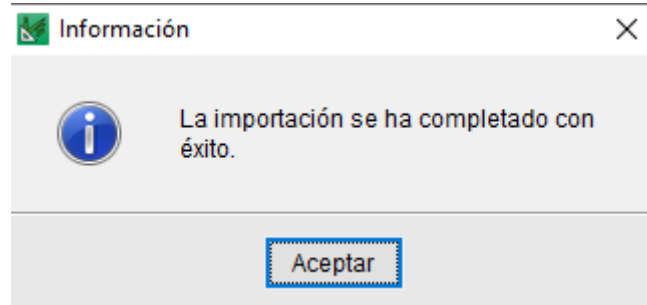 Información
La importación se ha completado con
éxito.
Aceptar